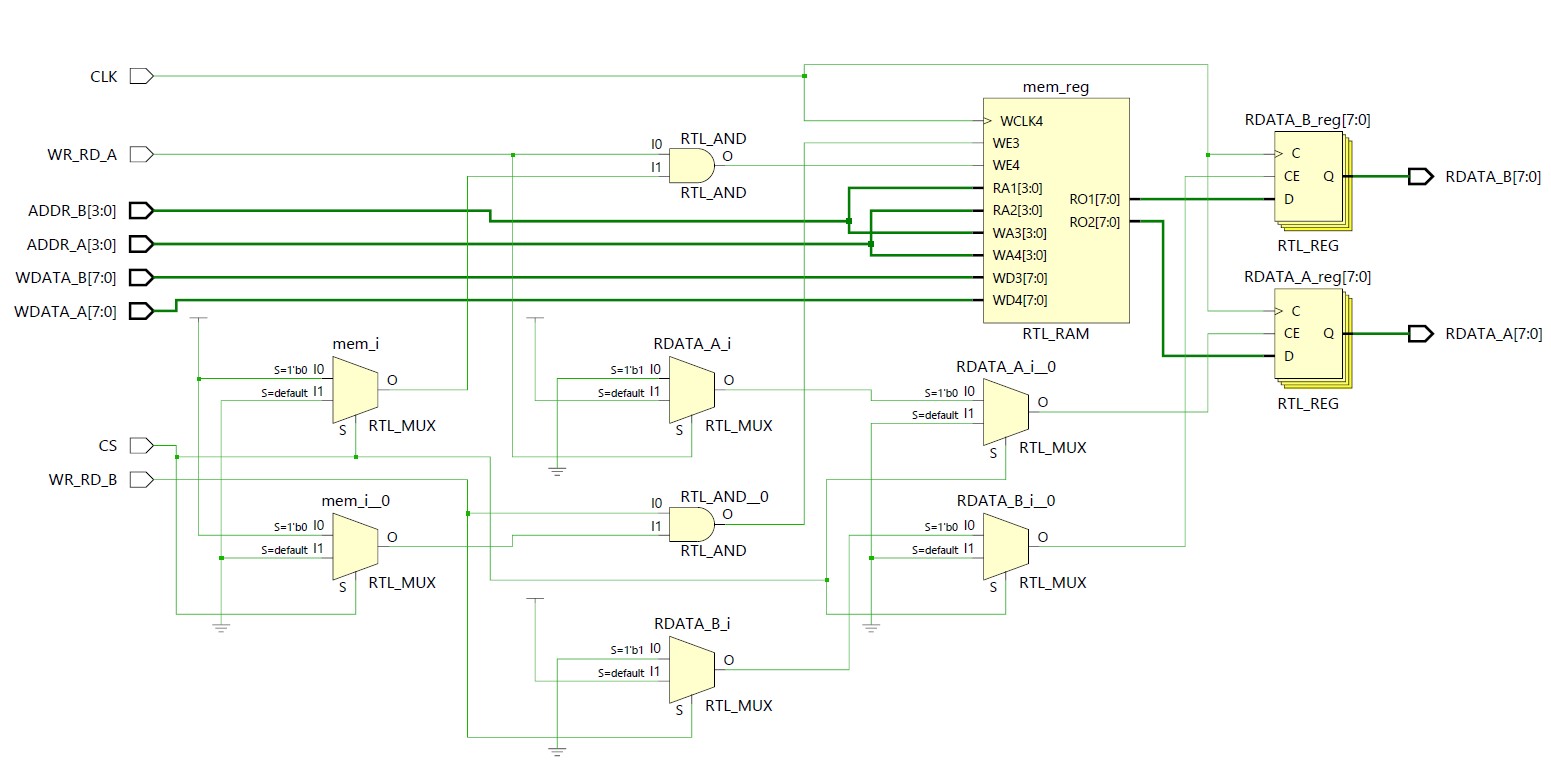 CLK
WR_RD_A
ADDR_B[3:0]
ADDR_A[3:0]
WDATA_B[7:0]
WDATA_A[7:0]
CS
WR_RD_B
mem_i
S=1'b0 I0
S=default I1
O
S
RTL_MUX
mem_i__0
S=1'b0 I0
S=default I1
O
S
RTL_MUX
RTL_AND
I0
I1
O
RTL_AND
RDATA_A_i
S=1'b1 I0
S=default I1
O
S
RTL_MUX
RTL_AND__0
I0
I1
O
RTL_AND
RDATA_B_i
S=1'b1 I0
S=default I1
O
S
RTL_MUX
mem_reg
WCLK4
WE3
WE4
RA1[3:0]
RA2[3:0]
WA3[3:0]
WA4[3:0]
WD3[7:0]
WD4[7:0]
RO1[7:0]
RO2[7:0]
RTL_RAM
RDATA_A_i__0
S=1'b0 I0
S=default I1
O
S
RTL_MUX
RDATA_B_i__0
S=1'b0 I0
S=default I1
O
S
RTL_MUX
RDATA_B_reg[7:0]
C
CE
D
Q
RTL_REG
RDATA_A_reg[7:0]
C
CE
D
Q
RTL_REG
RDATA_B[7:0]
RDATA_A[7:0]